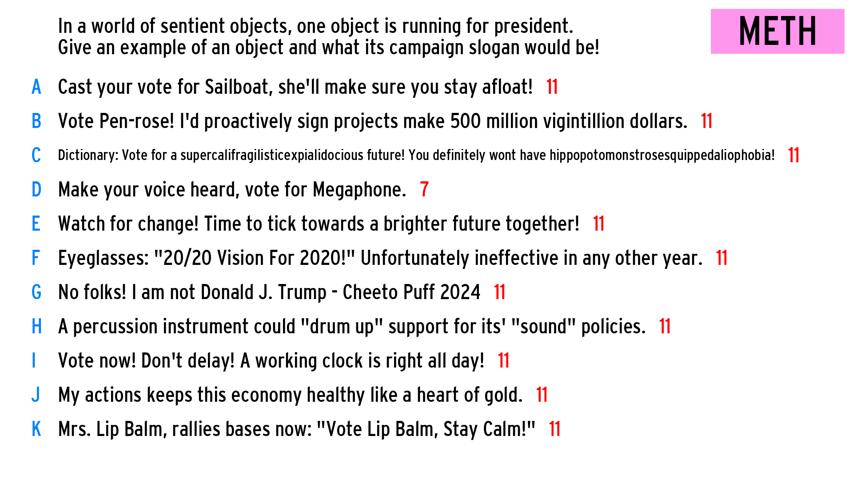 In a world of sentient objects, one object is running for president.
Give an example of an object and what its campaign slogan would be!
METH
A Cast your vote for Sailboat, she'll make sure you stay afloat! 11
B Vote Pen-rose! I'd proactively sign projects make 500 million vigintillion dollars. 11
C Dictionary: Vote for a supercalifragilisticexpialidocious future! You definitely wont have hippopotomonstrosesquippedaliophobia! 11
D Make your voice heard, vote for Megaphone. 7
E Watch for change! Time to tick towards a brighter future together! 11
F Eyeglasses: "20/20 Vision For 2020!" Unfortunately ineffective in any other year. 11
G No folks! I am not Donald J. Trump - Cheeto Puff 2024 11
H A percussion instrument could "drum up" support for its' "sound" policies. 11
I Vote now! Don't delay! A working clock is right all day! 11
J My actions keeps this economy healthy like a heart of gold. 11
K Mrs. Lip Balm, rallies bases now: "Vote Lip Balm, Stay Calm!" 11